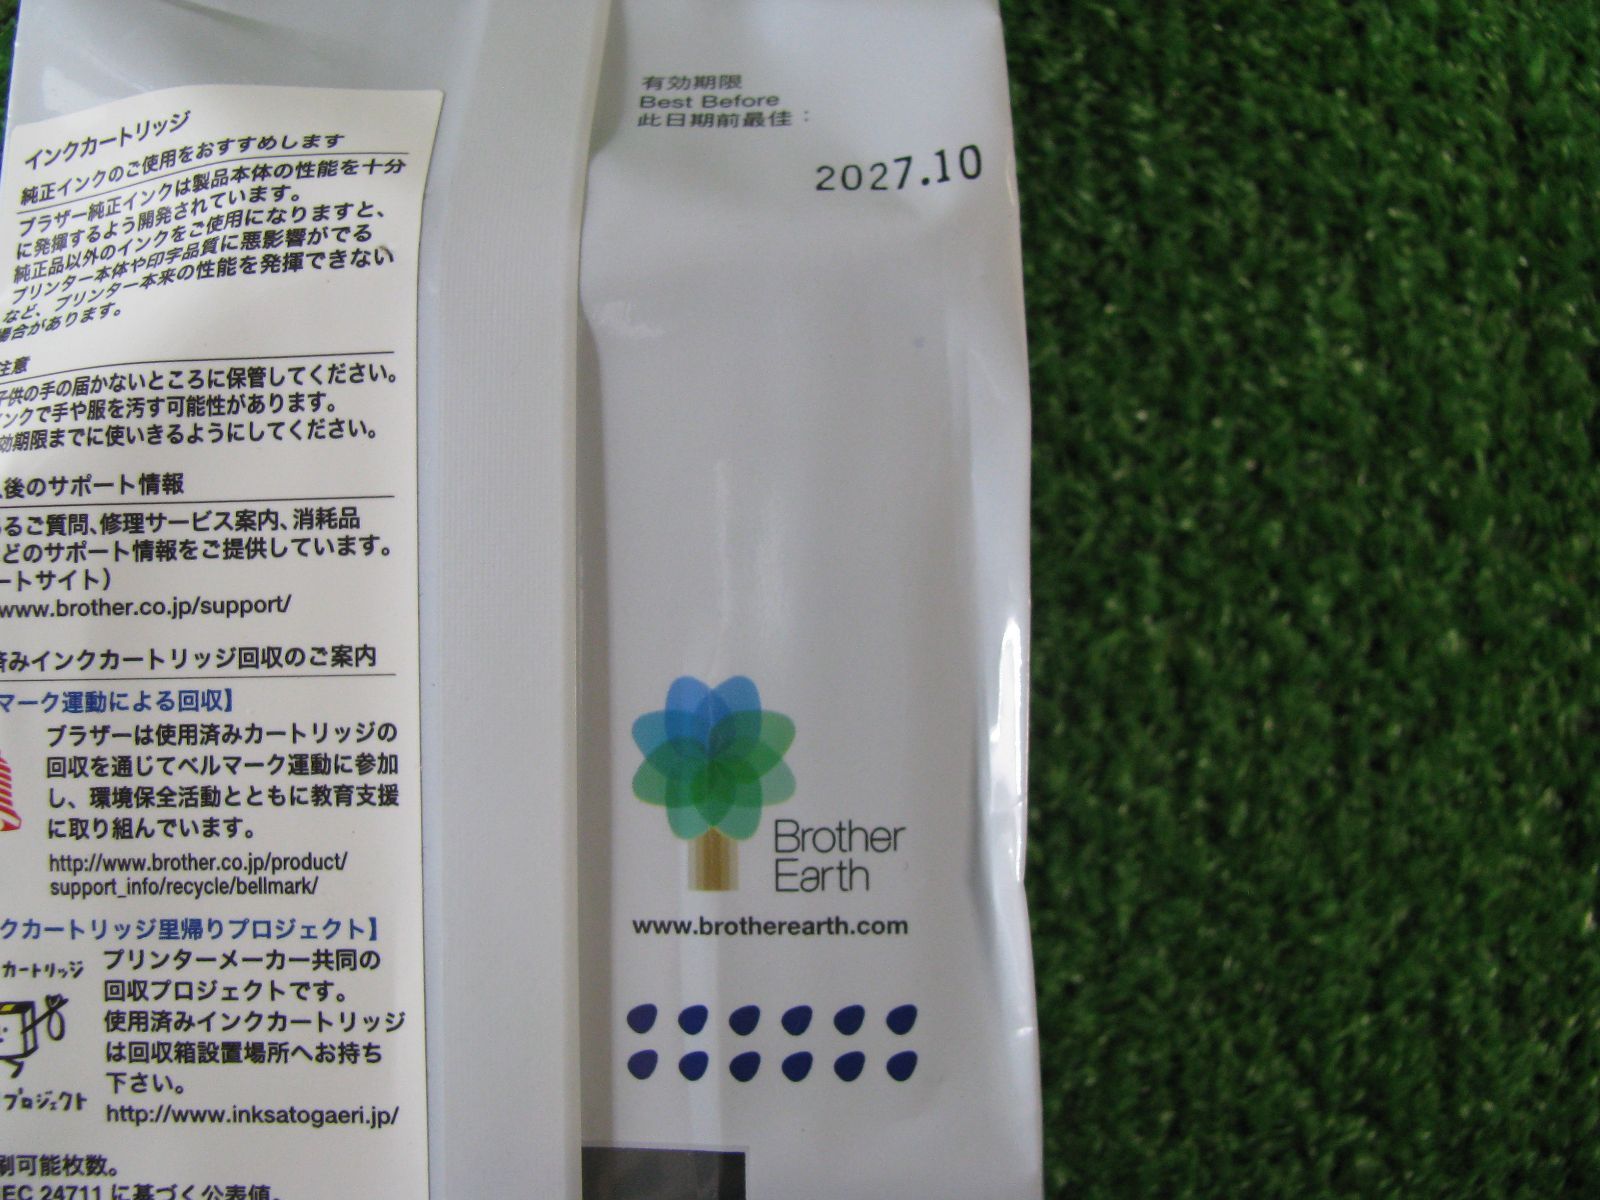 インクカートリッジ
純正インクのご使用をおすすめします
ブラザー純正インクは製品本体の性能を十分
に発揮するよう開発されています。
純正品以外のインクをご使用になりますと、
プリンター本体や印字品質に悪影響がでる
など、プリンター本来の性能を発揮できない
場合があります。
注意
子供の手の届かないところに保管してください。
インクで手や服を汚す可能性があります。
効期限までに使いきるようにしてください。
後のサポート情報
るご質問、修理サービス案内、消耗品
どのサポート情報をご提供しています。
ートサイト）
www.brother.co.jp/support/
済みインクカートリッジ回収のご案内
マーク運動による回収】
ブラザーは使用済みカートリッジの
回収を通じてベルマーク運動に参加
し、環境保全活動とともに教育支援
に取り組んでいます。
http://www.brother.co.jp/product/
support_info/recycle/bellmark/
クカートリッジ里帰りプロジェクト】
カートリッジ
プロジェクト
プリンターメーカー共同の
回収プロジェクトです。
使用済みインクカートリッジ
は回収箱設置場所へお持ち
下さい。
http://www.inksatogaeri.jp/
刷可能枚数。
EC 24711 に基づく公表値。
有効期限
Best Before
此日期前最佳：
2027.10
Brother
Earth
www.brotherearth.com